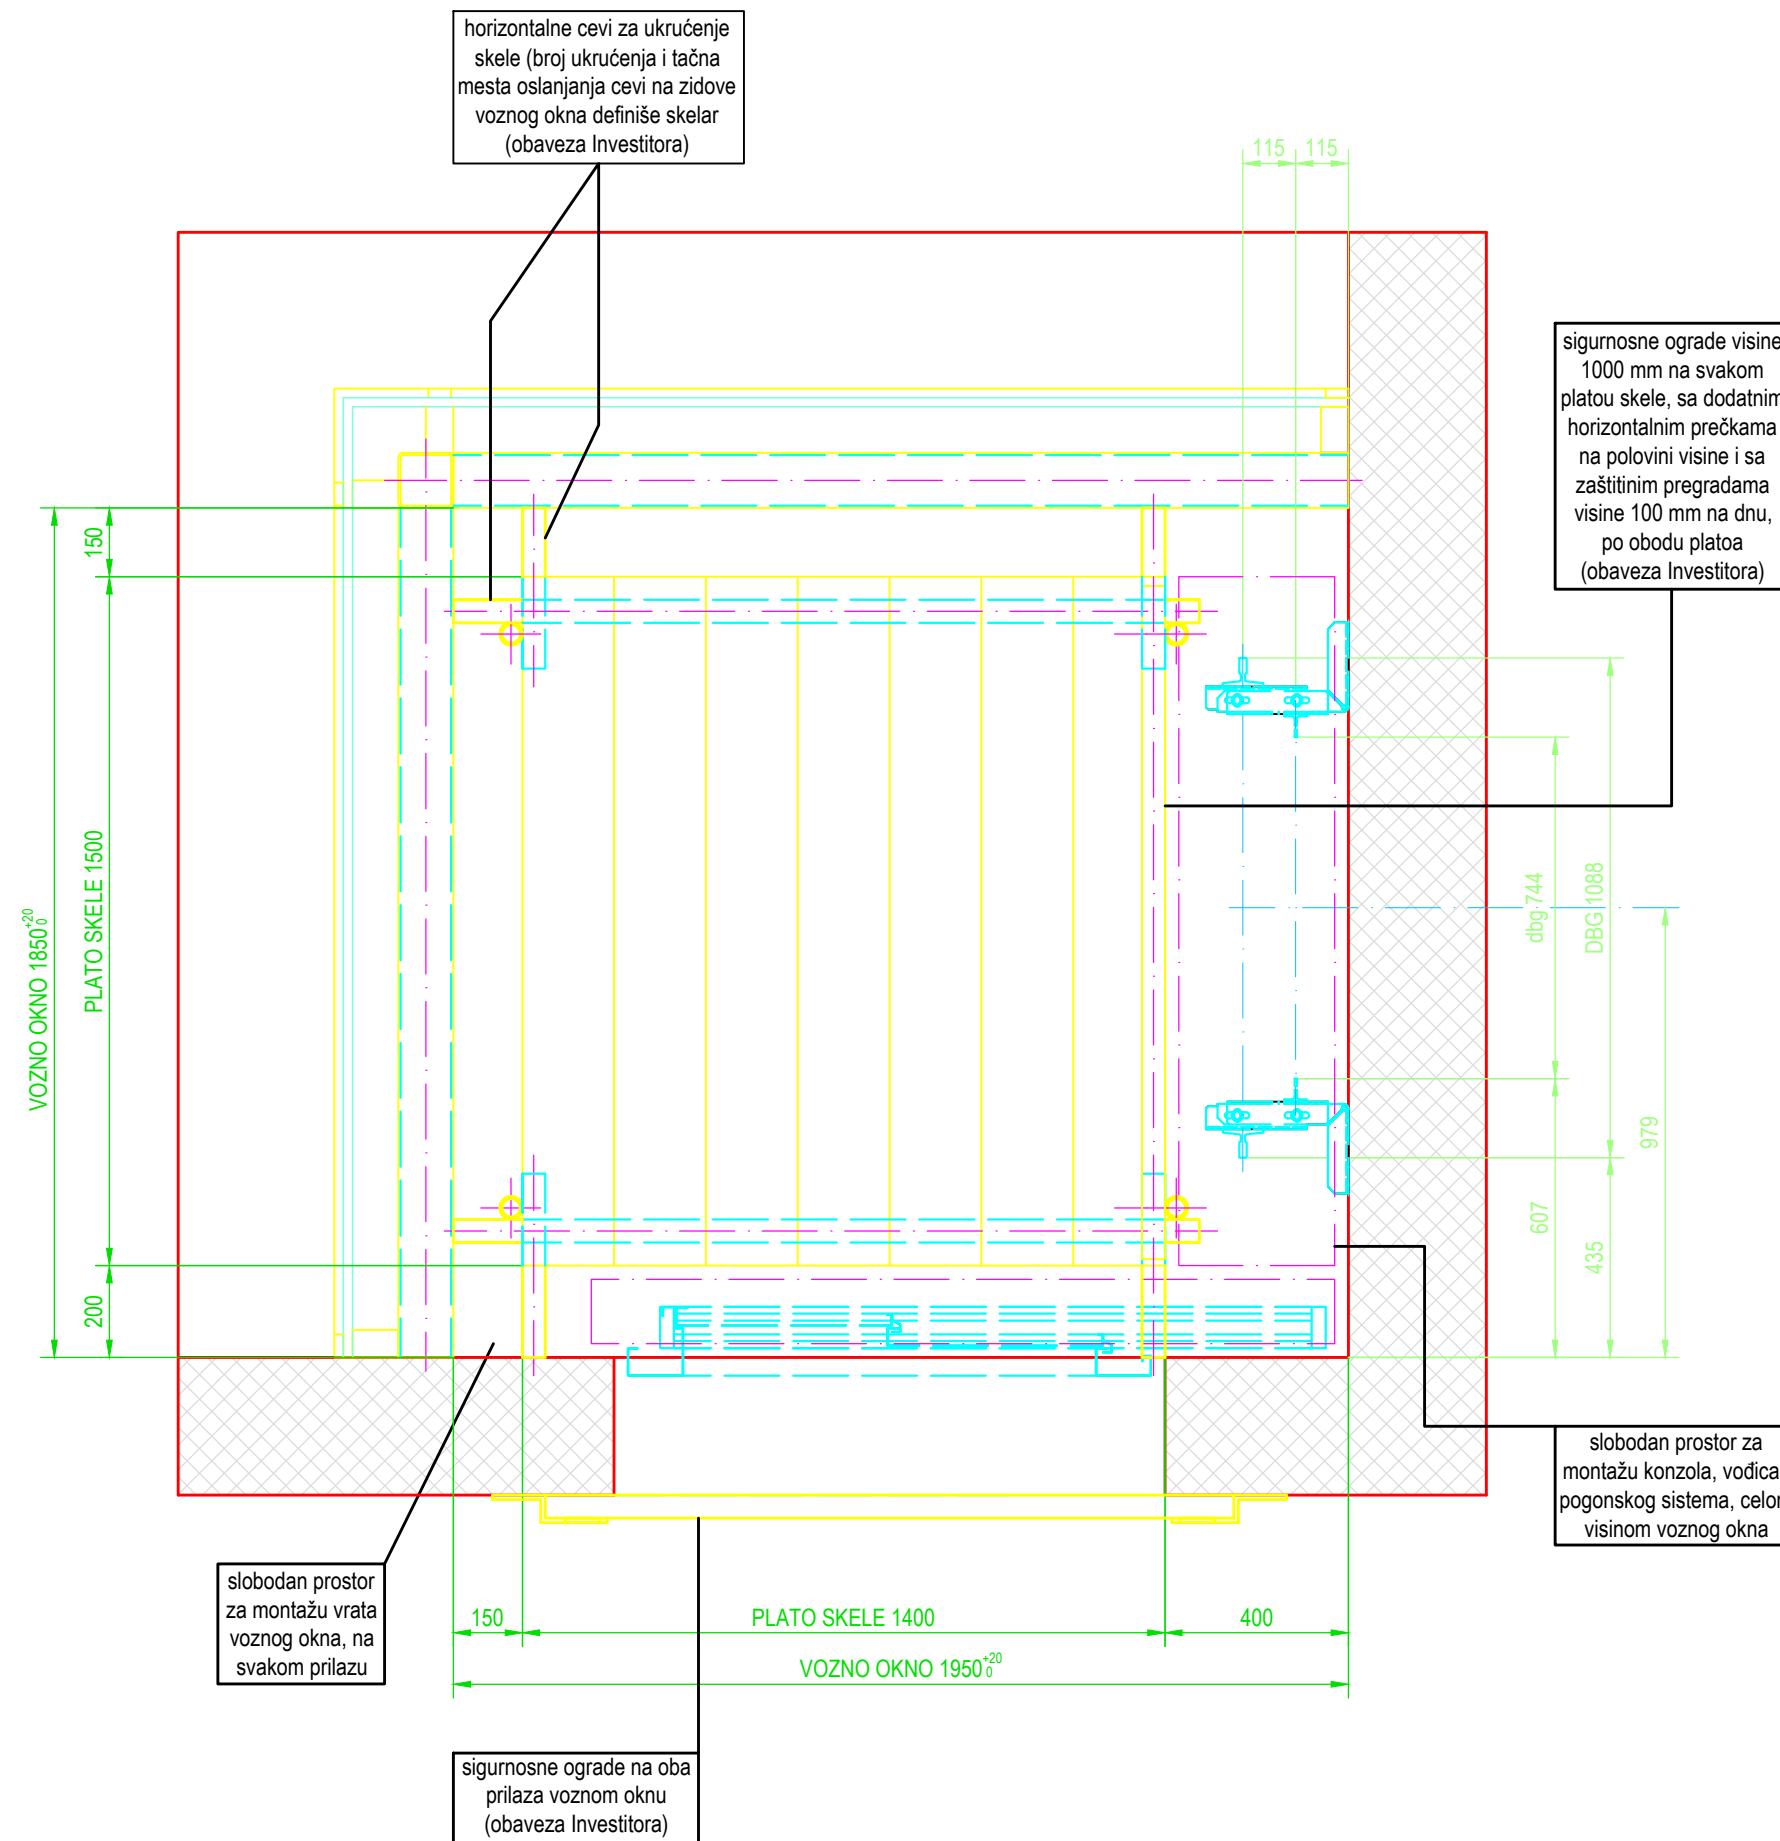 horizontalne cevi za ukrućenje
skele (broj ukrućenja i tačna
mesta oslanjanja cevi na zidove
voznog okna definiše skelar
(obaveza Investitora)
115
115
sigurnosne ograde visine
1000 mm na svakom
platou skele, sa dodatnim
horizontalnim prečkama
na polovini visine i sa
zaštitinim pregradama
visine 100 mm na dnu,
po obodu platoa
(obaveza Investitora)
150
PLATO SKELE 1500
VOZNO OKNO 1850 +20 0
200
dbg 744
DBG 1088
979
607
435
slobodan prostor za
montažu konzola, vođica
pogonskog sistema,
visinom voznog okna
slobodan prostor
za montažu vrata
voznog okna, na
svakom prilazu
150
PLATO SKELE 1400
400
VOZNO OKNO 1950 +20 0
sigurnosne ograde na oba
prilaza voznom oknu
(obaveza Investitora)